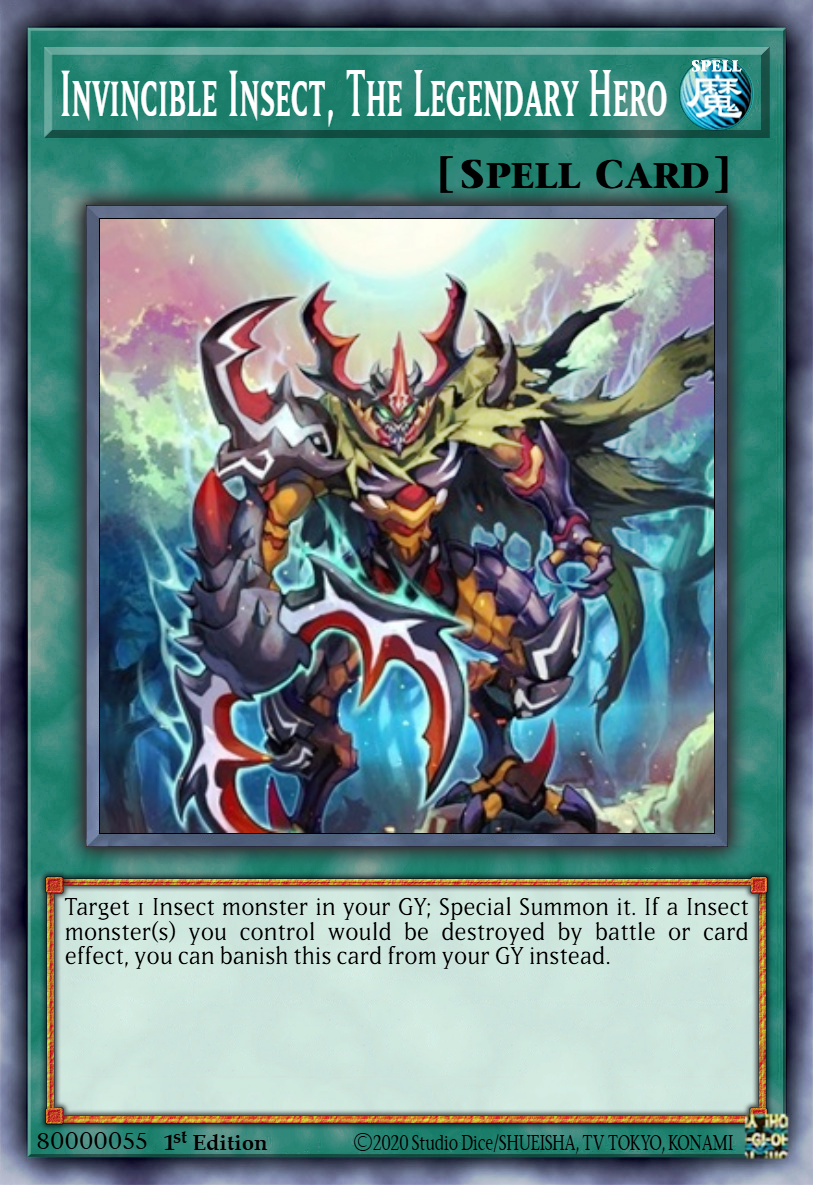 Invincible Insect, The Legendary Hero
SPELL
魔
[Spell Card]
Target 1 Insect monster in your GY; Special Summon it. If a Insect
monster(s) you control would be destroyed by battle or card
effect, you can banish this card from your GY instead.
80000055 1st Edition ©2020 Studio Dice/SHUEISHA, TV TOKYO, KONAMI